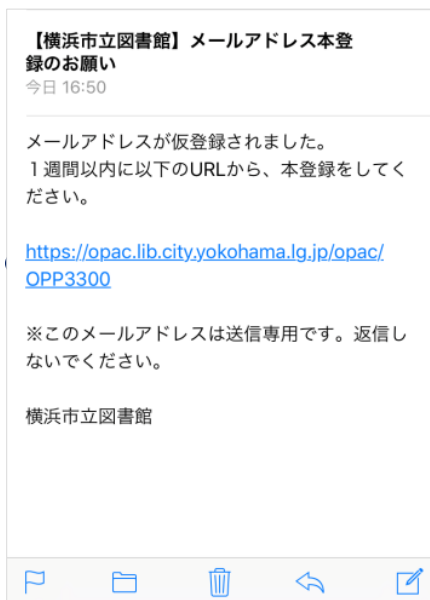 【横浜市立図書館】メールアドレス本登
録のお願い
今日 16:50
メールアドレスが仮登録されました。
１週間以内に以下のURLから、本登録をしてく
ださい。
https://opac.lib.city.yokohama.lg.jp/opac/
OPP3300
※このメールアドレスは送信専用です。返信し
ないでください。
横浜市立図書館